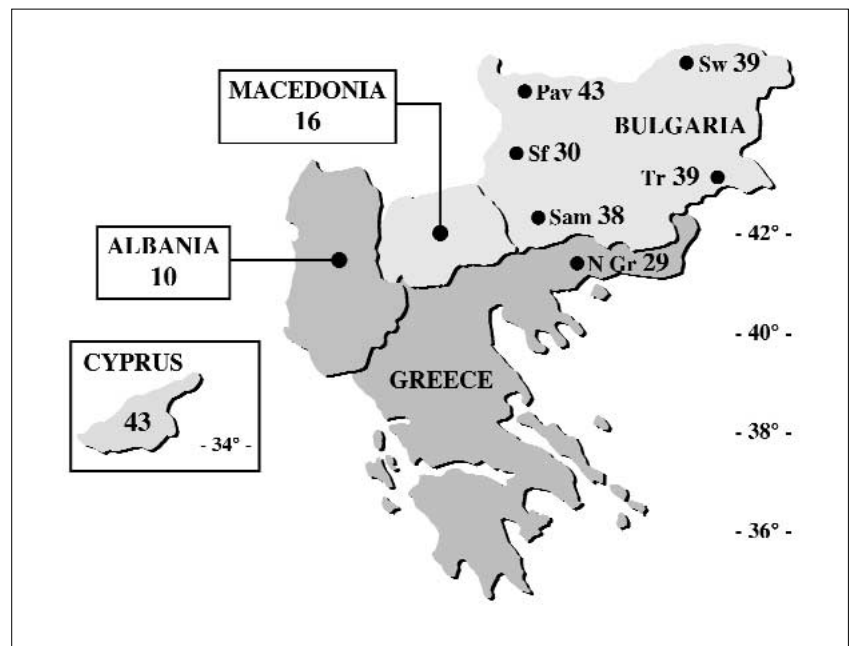 Sw 39
MACEDONIA
16
Pav 43
BULGARIA
Sf 30
Tr 39
Sam 38
ALBANIA
10
- 42° -
N Gr 29
- 40° -
CYPRUS
43
- 34° -
GREECE
- 38° -
- 36° -